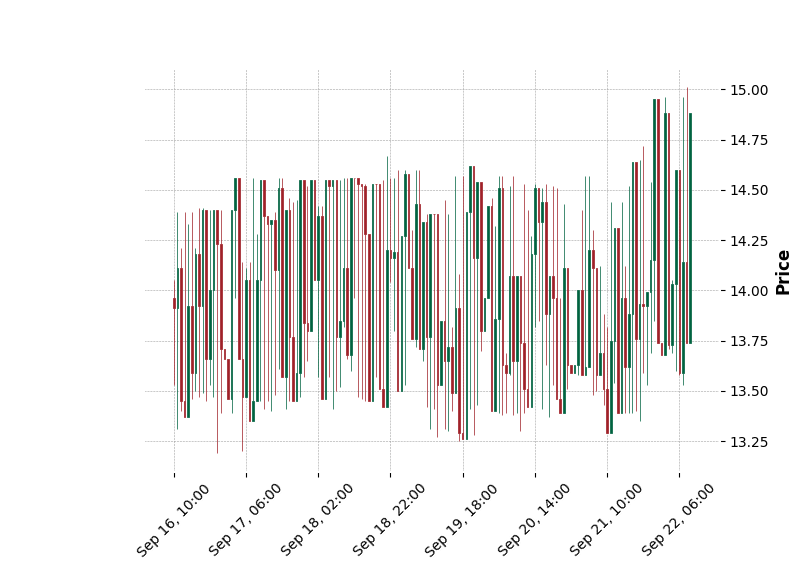 15.00
14.75
14.50
14.25
14.00
13.75
13.50
13.25
Price
Sep 16, 10:00
Sep 17, 06:00
Sep 18, 02:00
Sep 18, 22:00
Sep 19, 18:00
Sep 20, 14:00
Sep 21, 10:00
Sep 22, 06:00